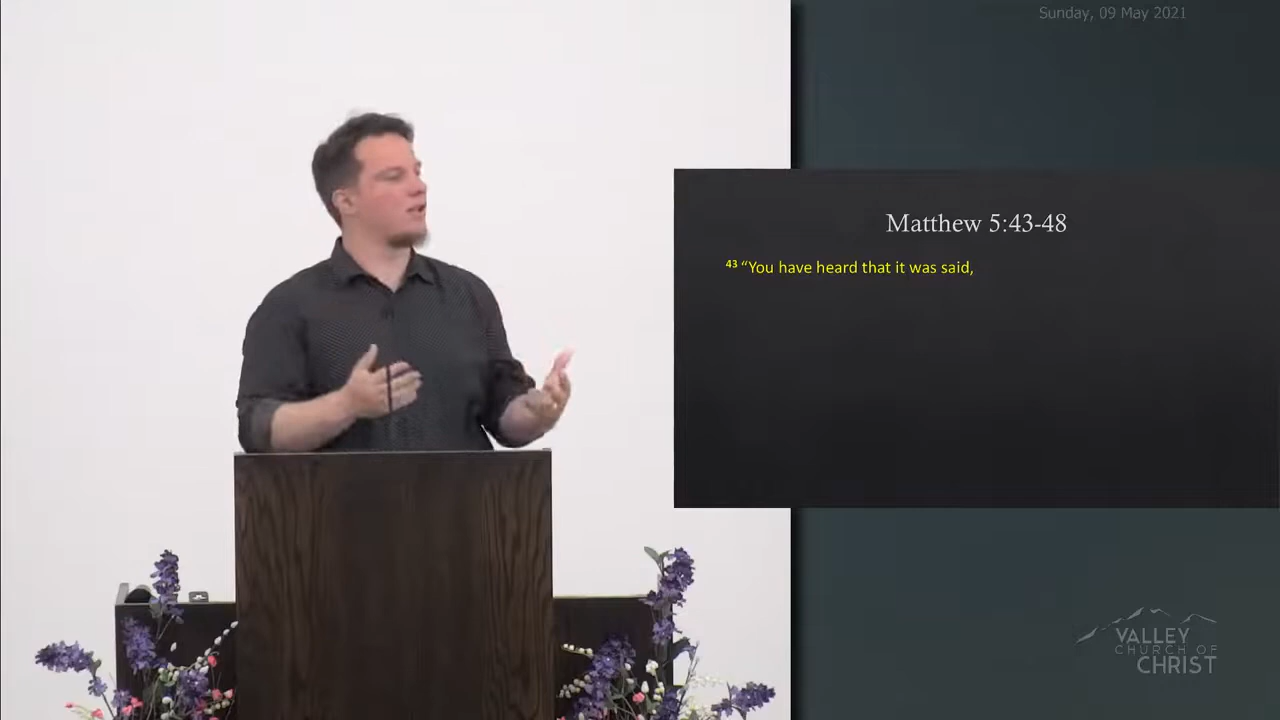 Sunday, 09 May 2021
Matthew 5:43-48
43 “You have heard that it was said,
VALLEY
CHURCH OF
CHRIST